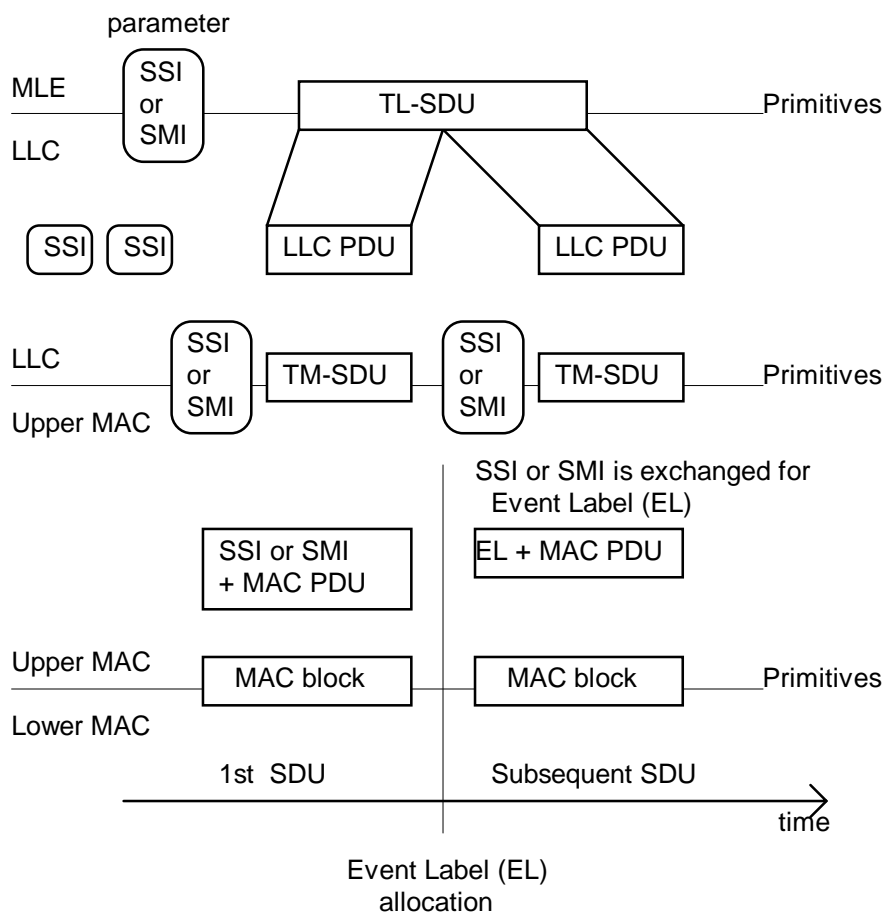 parameter
SSI
or
SMI
MLE
TL-SDU
Primitives
LLC
SSI
SSI
LLC PDU
LLC PDU
LLC
SSI
or
SMI
TM-SDU
SSI
or
SMI
TM-SDU
Primitives
Upper MAC
SSI or SMI is exchanged for
Event Label (EL)
SSI or SMI
+ MAC PDU
EL + MAC PDU
Upper MAC
MAC block
MAC block
Primitives
Lower MAC
1st SDU
Subsequent SDU
time
Event Label (EL)
allocation